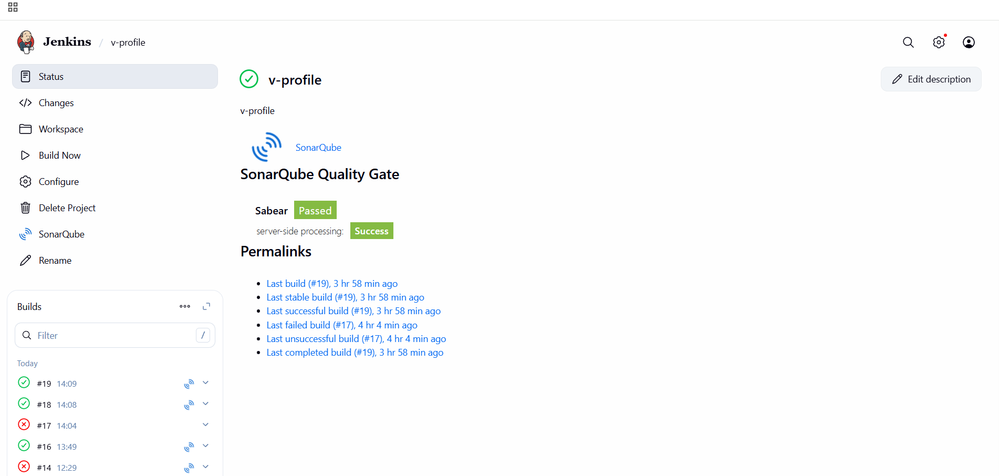 Jenkins / v-profile
Status
Changes
Workspace
Build Now
Configure
Delete Project
SonarQube
Rename
Builds
Filter /
Today
#19 14:09
#18 14:08
#17 14:04
#16 13:49
#14 12:29
v-profile
Edit description
v-profile
SonarQube
SonarQube Quality Gate
Sabear Passed
server-side processing: Success
Permalinks
Last build (#19), 3 hr 58 min ago
Last stable build (#19), 3 hr 58 min ago
Last successful build (#19), 3 hr 58 min ago
Last failed build (#17), 4 hr 4 min ago
Last unsuccessful build (#17), 4 hr 4 min ago
Last completed build (#19), 3 hr 58 min ago